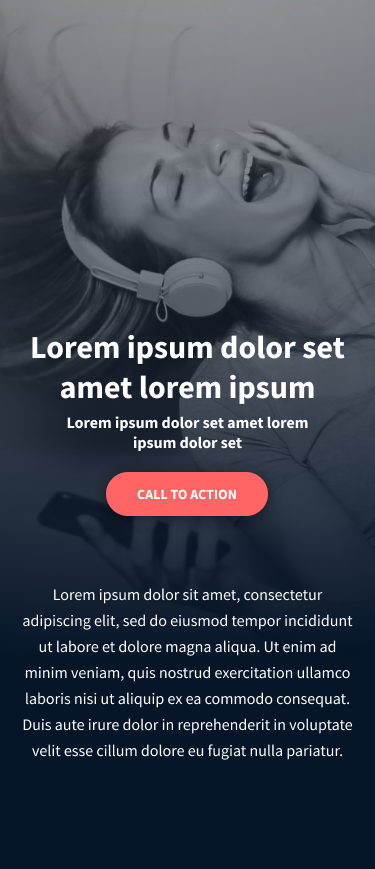 Lorem ipsum dolor set
amet lorem ipsum
Lorem ipsum dolor set amet lorem
ipsum dolor set
CALL TO ACTION
Lorem ipsum dolor sit amet, consectetur
adipiscing elit, sed do eiusmod tempor incididunt
ut labore et dolore magna aliqua. Ut enim ad
minim veniam, quis nostrud exercitation ullamco
laboris nisi ut aliquip ex ea commodo consequat.
Duis aute irure dolor in reprehenderit in voluptate
velit esse cillum dolore eu fugiat nulla pariatur.